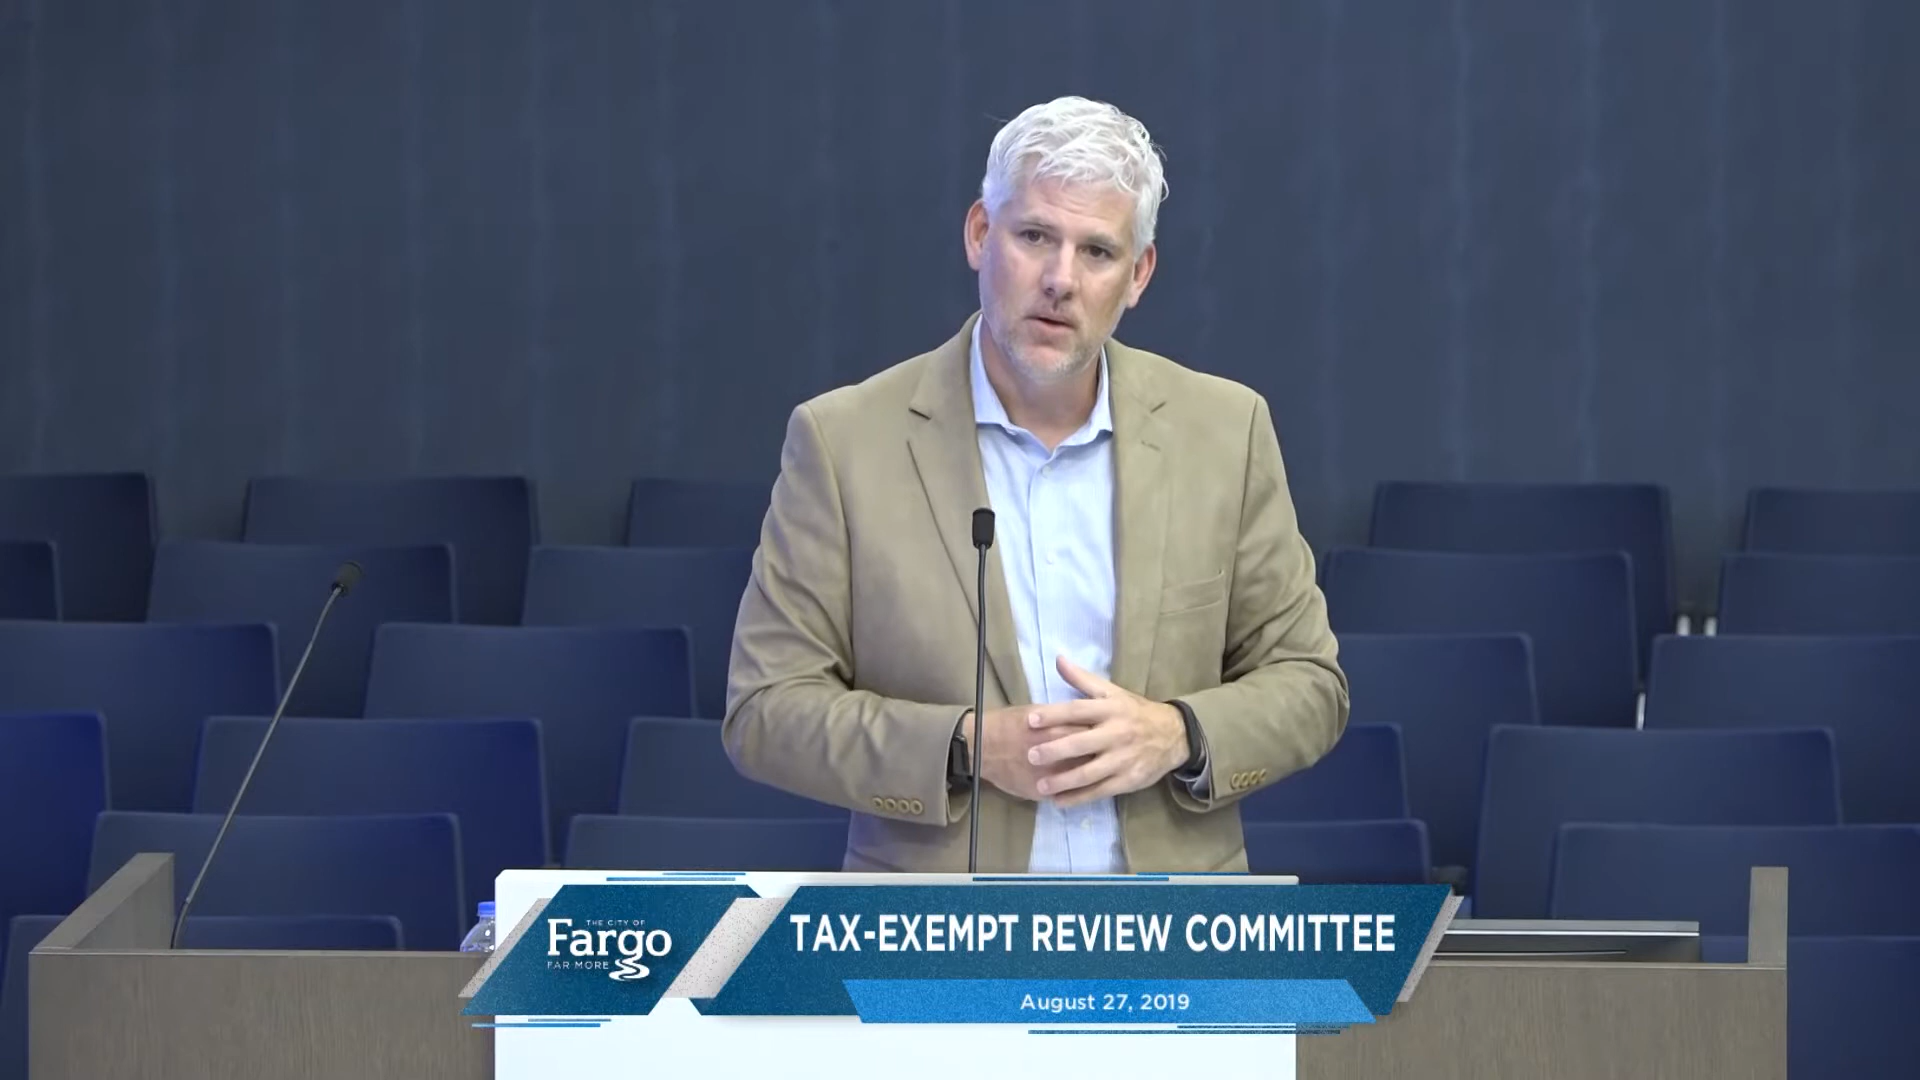 THE CITY OF
Fargo
FAR MORE
TAX-EXEMPT REVIEW COMMITTEE
August 27, 2019